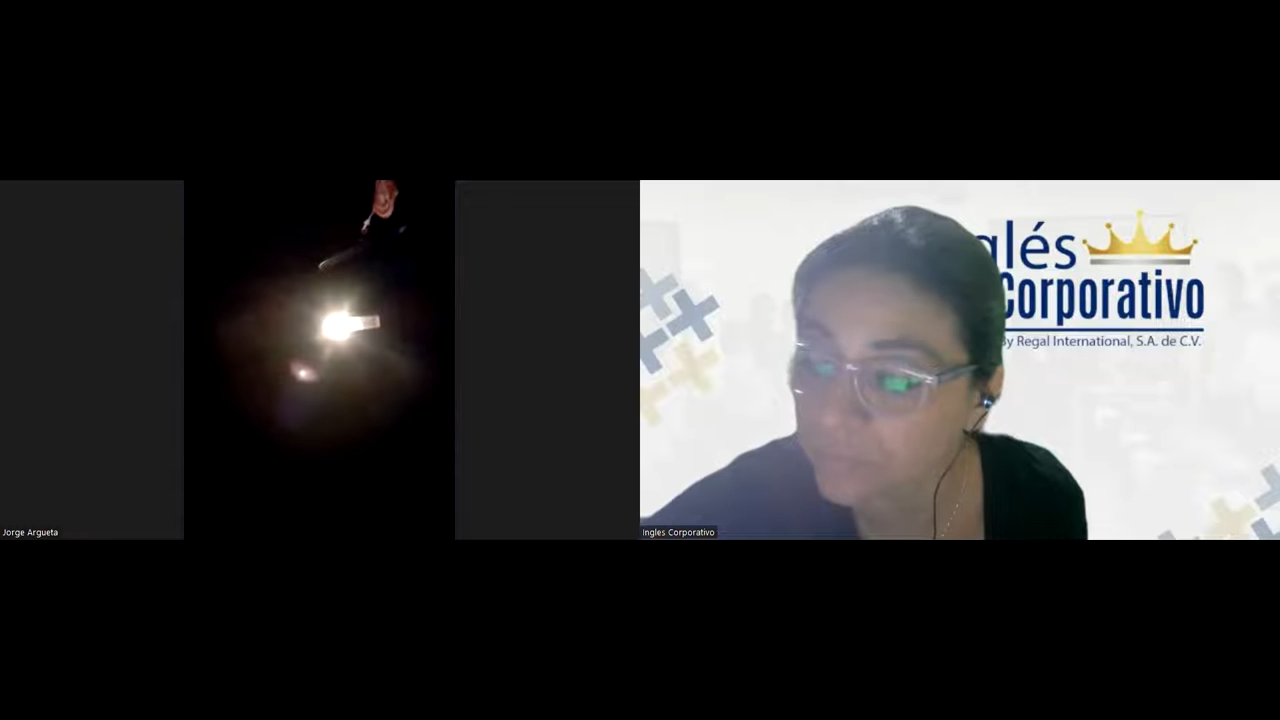 glés
Corporativo
By Regal International, S.A. de C.V.
Jorge Argueta
Ingles Corporativo